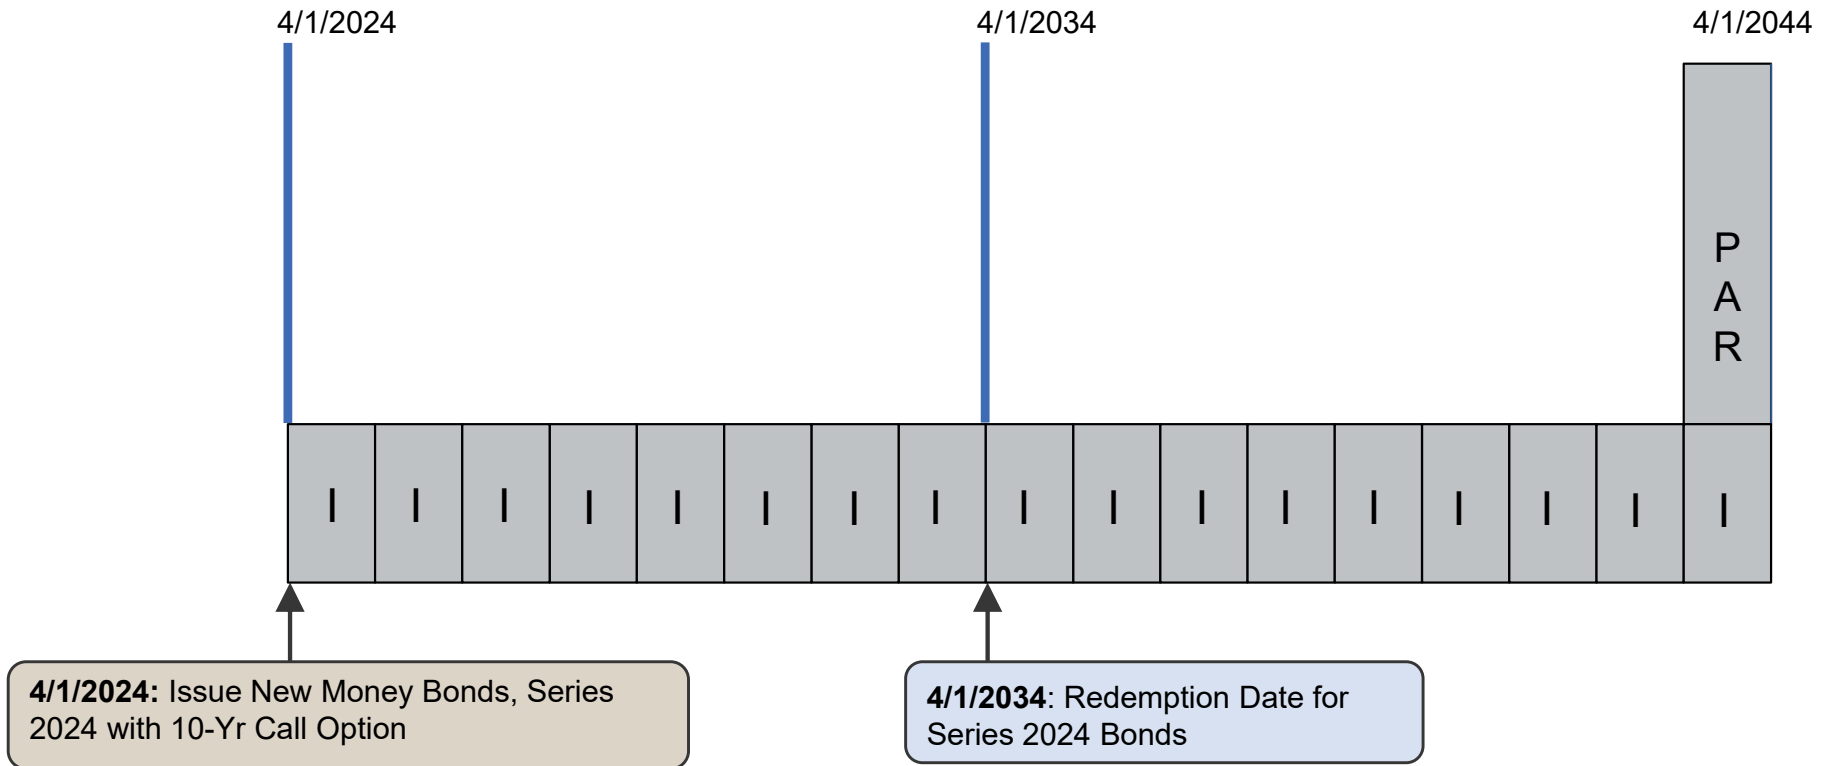 4/1/2024 4/1/2034 4/1/2044
P
A
R
I I I I I I I I I I I I I I I I I
4/1/2024: Issue New Money Bonds, Series
2024 with 10-Yr Call Option
4/1/2034: Redemption Date for
Series 2024 Bonds